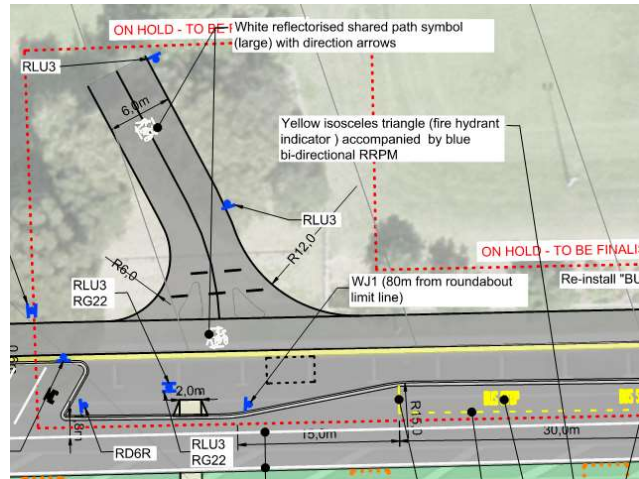 ON HOLD - TO BE F
White reflectorised shared path symbol
(large) with direction arrows
RLU3
6.0m
Yellow isosceles triangle (fire hydrant
indicator ) accompanied by blue
bi-directional RRPM
RLU3
R12.0
R6.0
ON HOLD - TO BE FINALIS
RLU3
RG22
WJ1 (80m from roundabout
limit line)
Re-install "BU
2.0m
R15.0
.8m
15.0m
30.0m
RD6R
RLU3
RG22